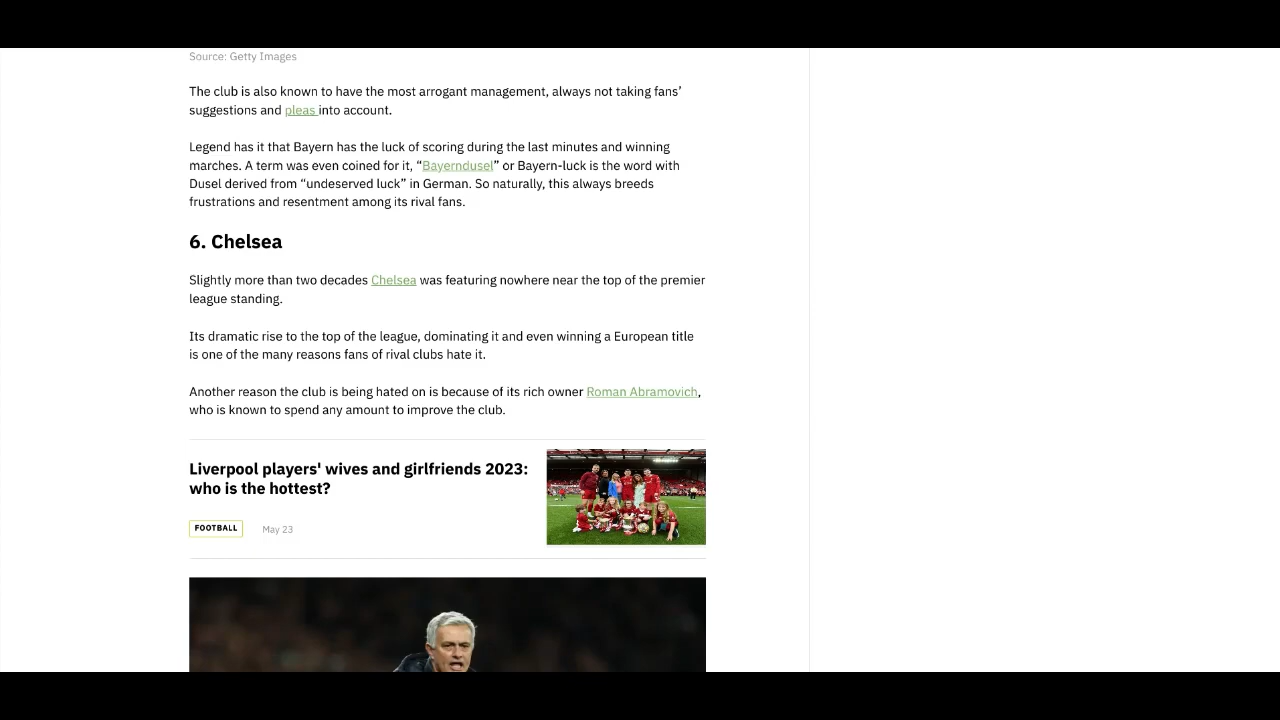 Source: Getty Images
The club is also known to have the most arrogant management, always not taking fans’
suggestions and pleas into account.
Legend has it that Bayern has the luck of scoring during the last minutes and winning
marches. A term was even coined for it, “Bayerndusel” or Bayern-luck is the word with
Dusel derived from “undeserved luck” in German. So naturally, this always breeds
frustrations and resentment among its rival fans.
6. Chelsea
Slightly more than two decades Chelsea was featuring nowhere near the top of the premier
league standing.
Its dramatic rise to the top of the league, dominating it and even winning a European title
is one of the many reasons fans of rival clubs hate it.
Another reason the club is being hated on is because of its rich owner Roman Abramovich,
who is known to spend any amount to improve the club.
Liverpool players' wives and girlfriends 2023:
who is the hottest?
FOOTBALL May 23